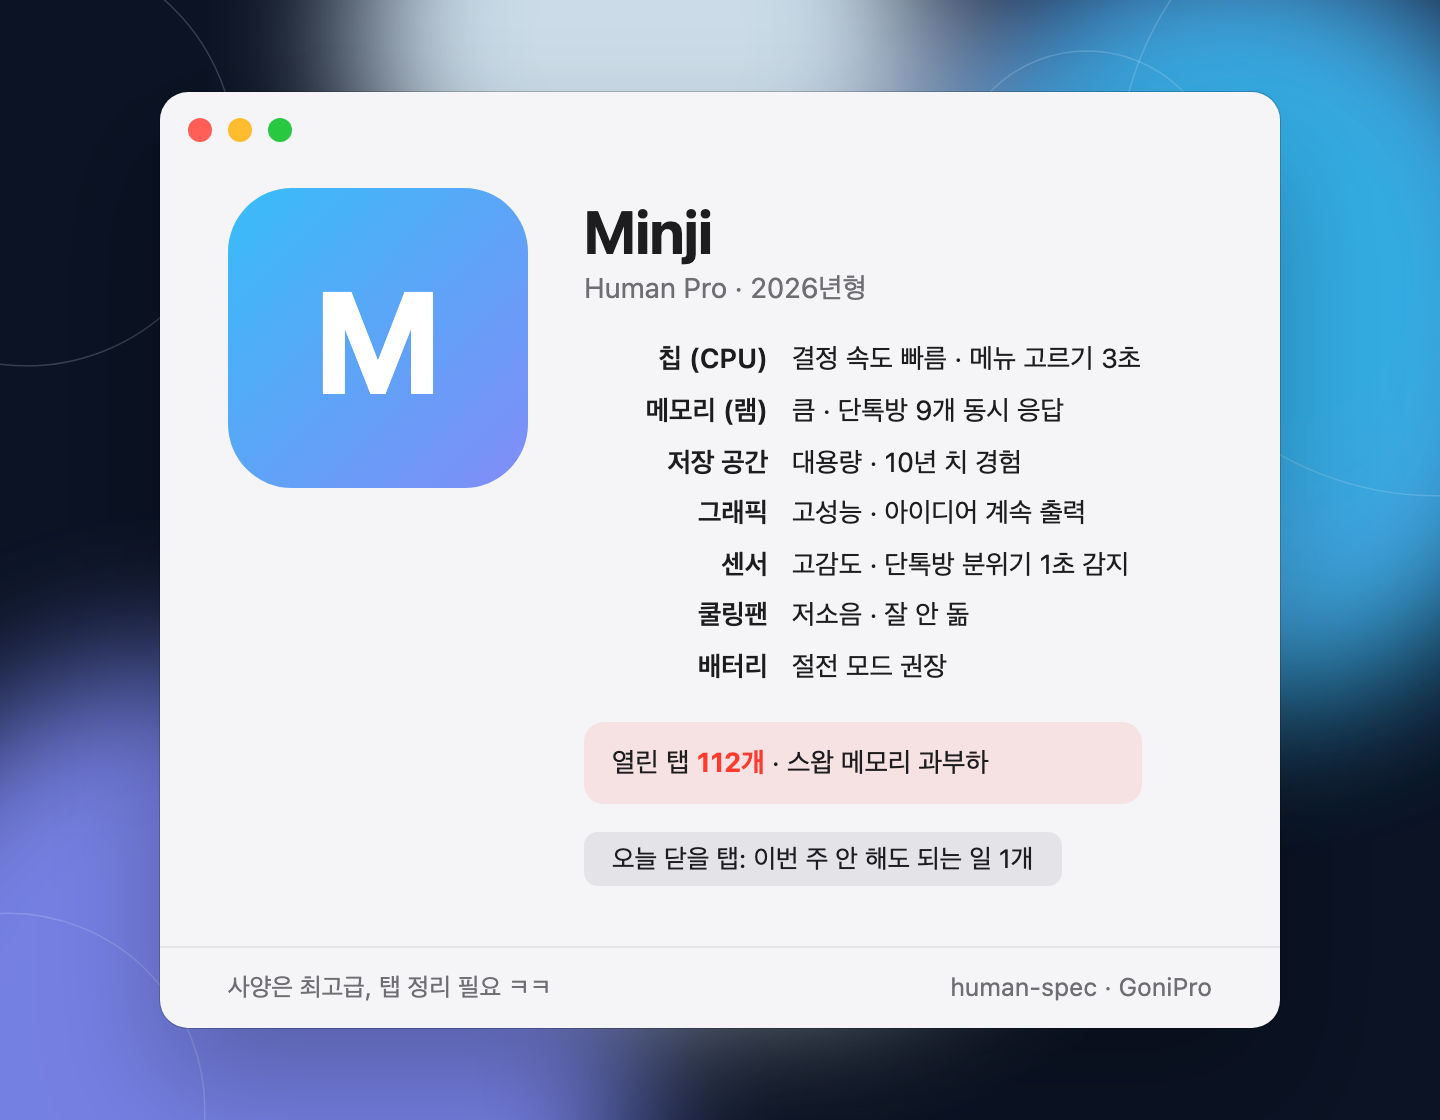 M
Minji
Human Pro · 2026년형
칩 (CPU) 결정 속도 빠름 · 메뉴 고르기 3초
메모리 (램) 큼 · 단톡방 9개 동시 응답
저장 공간 대용량 · 10년 치 경험
그래픽 고성능 · 아이디어 계속 출력
센서 고감도 · 단톡방 분위기 1초 감지
쿨링팬 저소음 · 잘 안 돎
배터리 절전 모드 권장
열린 탭 112개 · 스왑 메모리 과부하
오늘 닫을 탭: 이번 주 안 해도 되는 일 1개
사양은 최고급, 탭 정리 필요 ㅋㅋ
human-spec · GoniPro